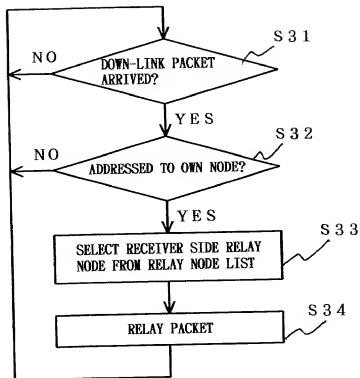 S31
NO
DOWN-LINK PACKET
ARRIVED?
YES
S32
NO
ADDRESSED TO OWN NODE?
YES
S33
SELECT RECEIVER SIDE RELAY
NODE FROM RELAY NODE LIST
S34
RELAY PACKET